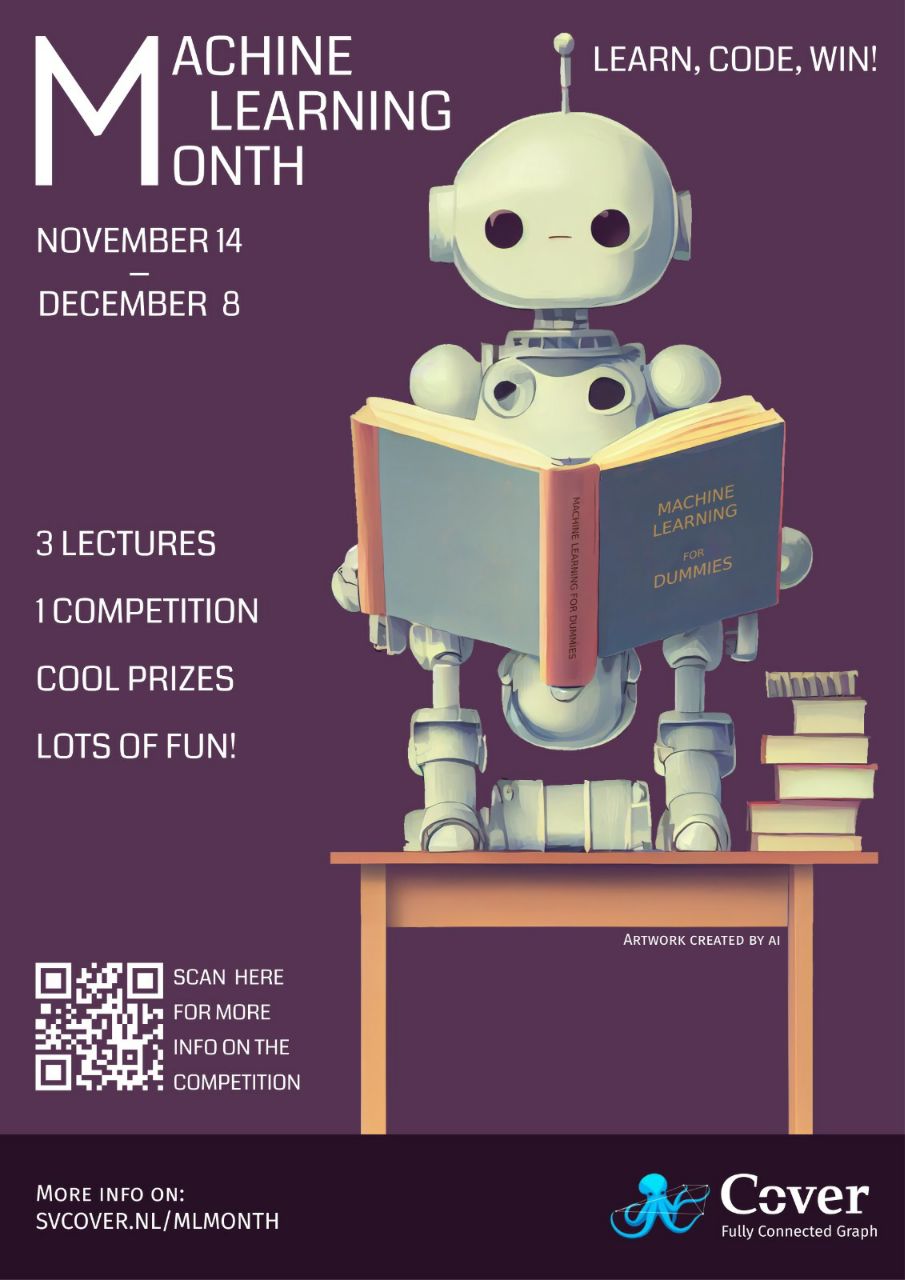 MACHINE
LEARNING
MONTH
LEARN, CODE, WIN!
NOVEMBER 14
–
DECEMBER 8
3 LECTURES
1 COMPETITION
COOL PRIZES
LOTS OF FUN!
MACHINE LEARNING FOR DUMMIES
MACHINE
LEARNING
FOR
DUMMIES
ARTWORK CREATED BY AI
SCAN HERE
FOR MORE
INFO ON THE
COMPETITION
MORE INFO ON:
SVCOVER.NL/MLMONTH
Cover
Fully Connected Graph